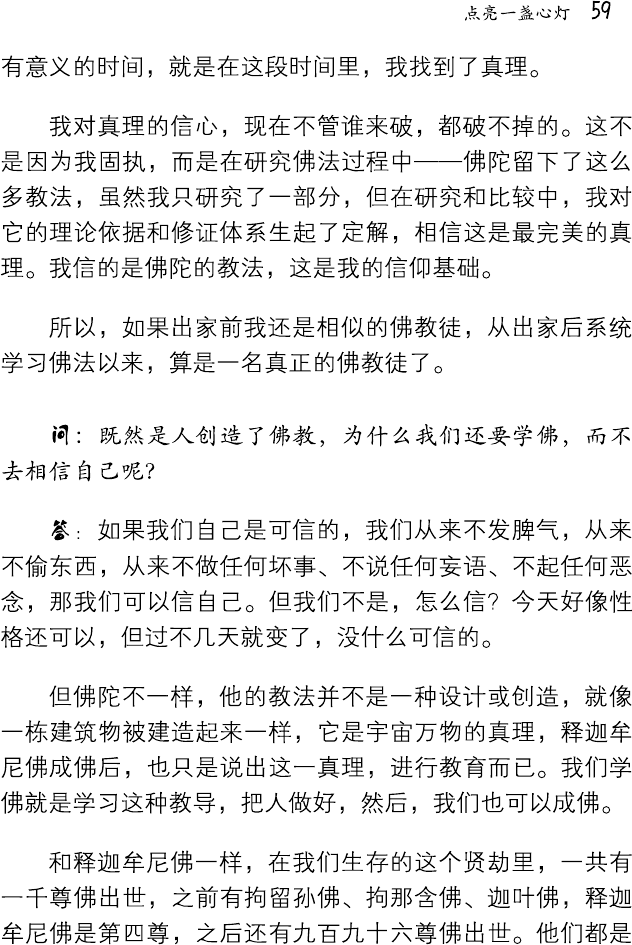 点亮一盏心灯 59
有意义的时间，就是在这段时间里，我找到了真理。
我对真理的信心，现在不管谁来破，都破不掉的。这不
是因为我固执，而是在研究佛法过程中——佛陀留下了这么
多教法，虽然我只研究了一部分，但在研究和比较中，我对
它的理论依据和修证体系生起了定解，相信这是最完美的真
理。我信的是佛陀的教法，这是我的信仰基础。
所以，如果出家前我还是相似的佛教徒，从出家后系统
学习佛法以来，算是一名真正的佛教徒了。
问：既然是人创造了佛教，为什么我们还要学佛，而不
去相信自己呢？
答：如果我们自己是可信的，我们从来不发脾气，从来
不偷东西，从来不做任何坏事、不说任何妄语、不起任何恶
念，那我们可以信自己。但我们不是，怎么信？今天好像性
格还可以，但过不几天就变了，没什么可信的。
但佛陀不一样，他的教法并不是一种设计或创造，就像
一栋建筑物被建造起来一样，它是宇宙万物的真理，释迦牟
尼佛成佛后，也只是说出这一真理，进行教育而已。我们学
佛就是学习这种教导，把人做好，然后，我们也可以成佛。
和释迦牟尼佛一样，在我们生存的这个贤劫里，一共有
一千尊佛出世，之前有拘留孙佛、拘那含佛、迦叶佛，释迦
牟尼佛是第四尊，之后还有九百九十六尊佛出世。他们都是